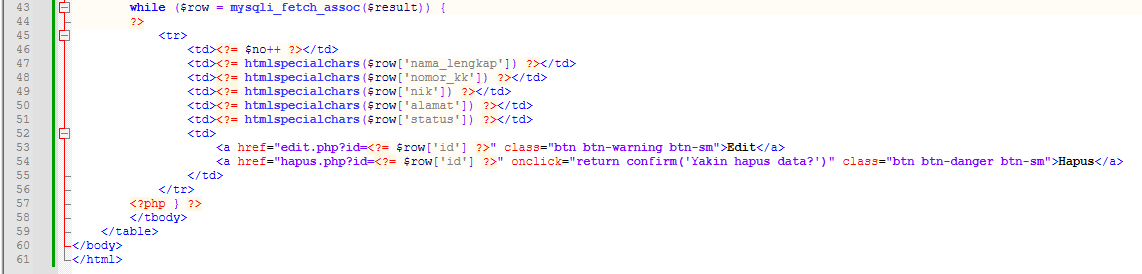 43 while ($row = mysqli_fetch_assoc($result)) {
44 ?>
45 <tr>
46 <td><?= $no++ ?></td>
47 <td><?= htmlspecialchars($row['nama_lengkap']) ?></td>
48 <td><?= htmlspecialchars($row['nomor_kk']) ?></td>
49 <td><?= htmlspecialchars($row['nik']) ?></td>
50 <td><?= htmlspecialchars($row['alamat']) ?></td>
51 <td><?= htmlspecialchars($row['status']) ?></td>
52 <td>
53 <a href="edit.php?id=<?= $row['id'] ?>" class="btn btn-warning btn-sm">Edit</a>
54 <a href="hapus.php?id=<?= $row['id'] ?>" onclick="return confirm('Yakin hapus data?')" class="btn btn-danger btn-sm">Hapus</a>
55 </td>
56 </tr>
57 <?php } ?>
58 </tbody>
59 </table>
60 </body>
61 </html>